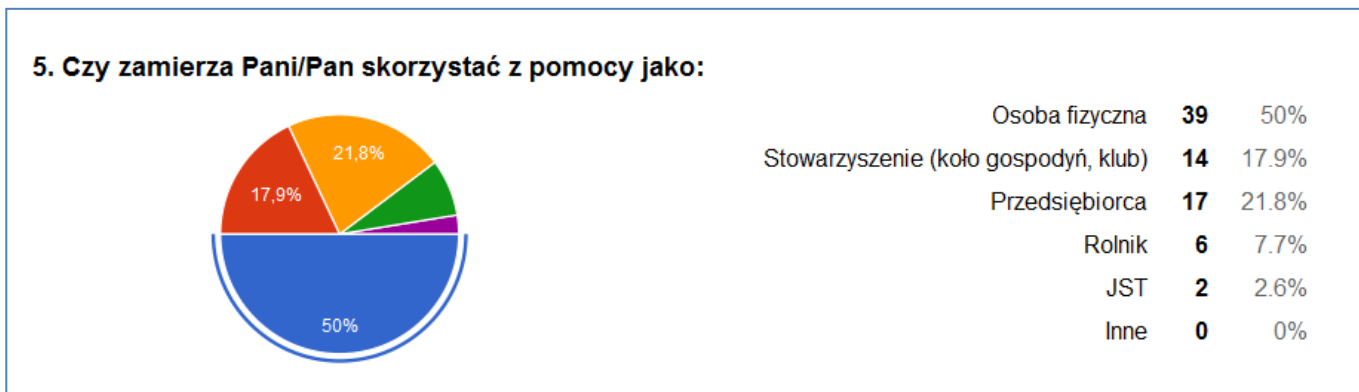 5. Czy zamierza Pani/Pan skorzystać z pomocy jako:
21,8%
17,9%
50%
Osoba fizyczna 39 50%
Stowarzyszenie (koło gospodyń, klub) 14 17.9%
Przedsiębiorca 17 21.8%
Rolnik 6 7.7%
JST 2 2.6%
Inne 0 0%